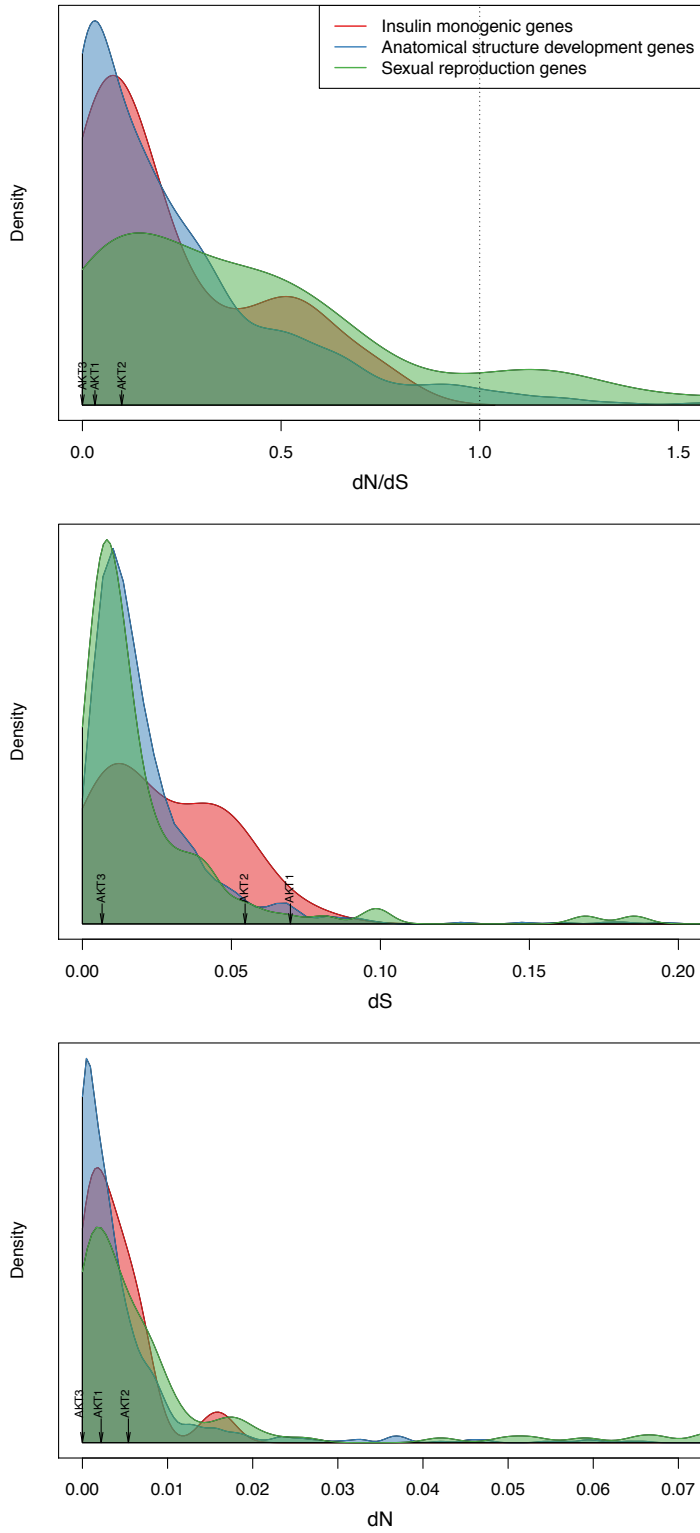 Insulin monogenic genes
Anatomical structure development genes
Sexual reproduction genes
Density
AKT3
AKT1
AKT2
0.0 0.5 1.0 1.5
dN/dS
Density
AKT3
AKT2
AKT1
0.00 0.05 0.10 0.15 0.20
dS
Density
AKT3
AKT1
AKT2
0.00 0.01 0.02 0.03 0.04 0.05 0.06 0.07
dN